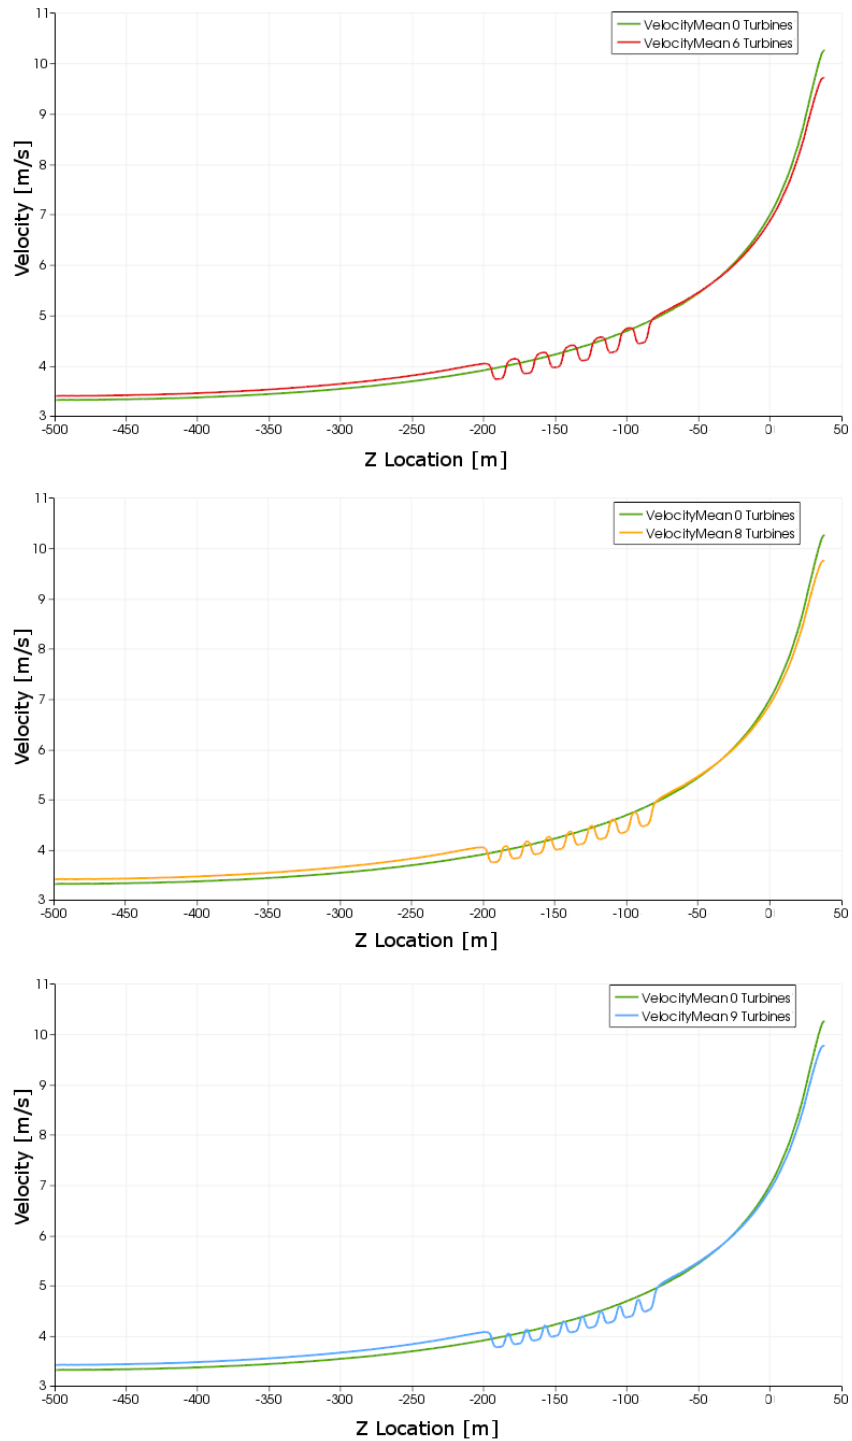 11
VelocityMean 0 Turbines
VelocityMean 6 Turbines
10
9
8
7
6
5
4
3
Velocity [m/s]
-500 -450 -400 -350 -300 -250 -200 -150 -100 -50 0 50
Z Location [m]
11
VelocityMean 0 Turbines
VelocityMean 8 Turbines
10
9
8
7
6
5
4
3
Velocity [m/s]
-500 -450 -400 -350 -300 -250 -200 -150 -100 -50 0 50
Z Location [m]
11
VelocityMean 0 Turbines
VelocityMean 9 Turbines
10
9
8
7
6
5
4
3
Velocity [m/s]
-500 -450 -400 -350 -300 -250 -200 -150 -100 -50 0 50
Z Location [m]